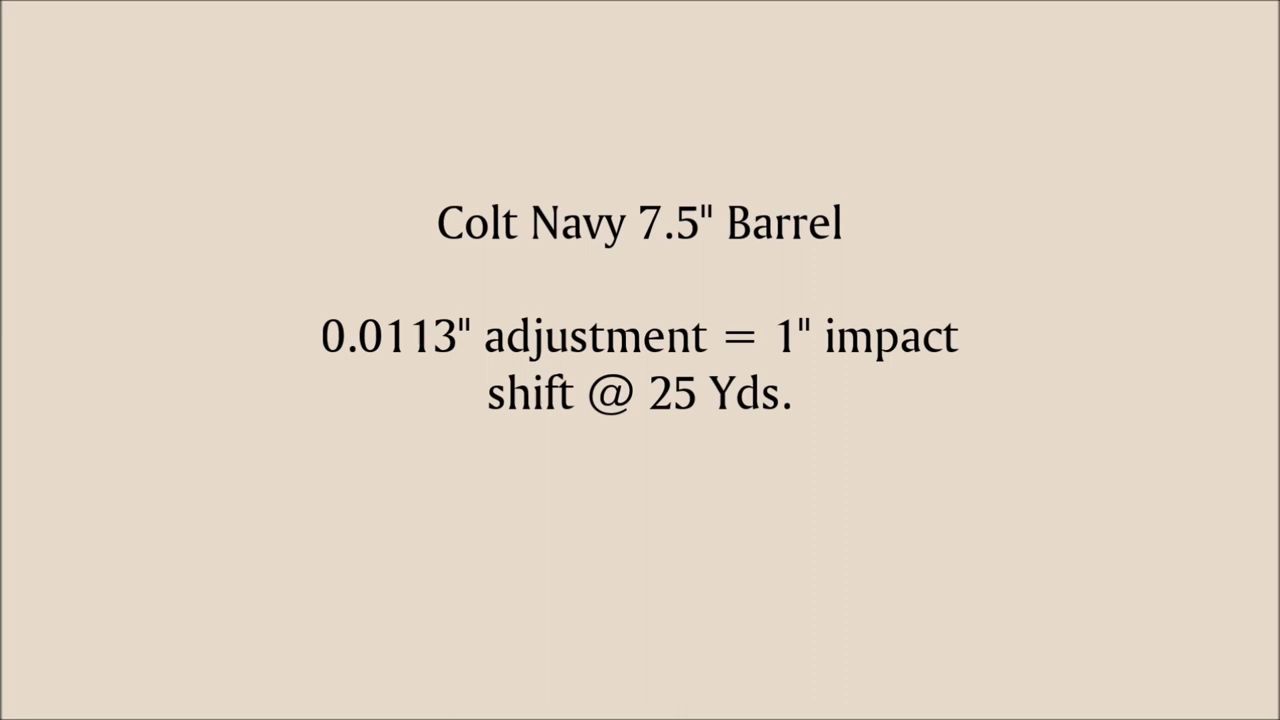 Colt Navy 7.5" Barrel
0.0113" adjustment = 1" impact
shift @ 25 Yds.